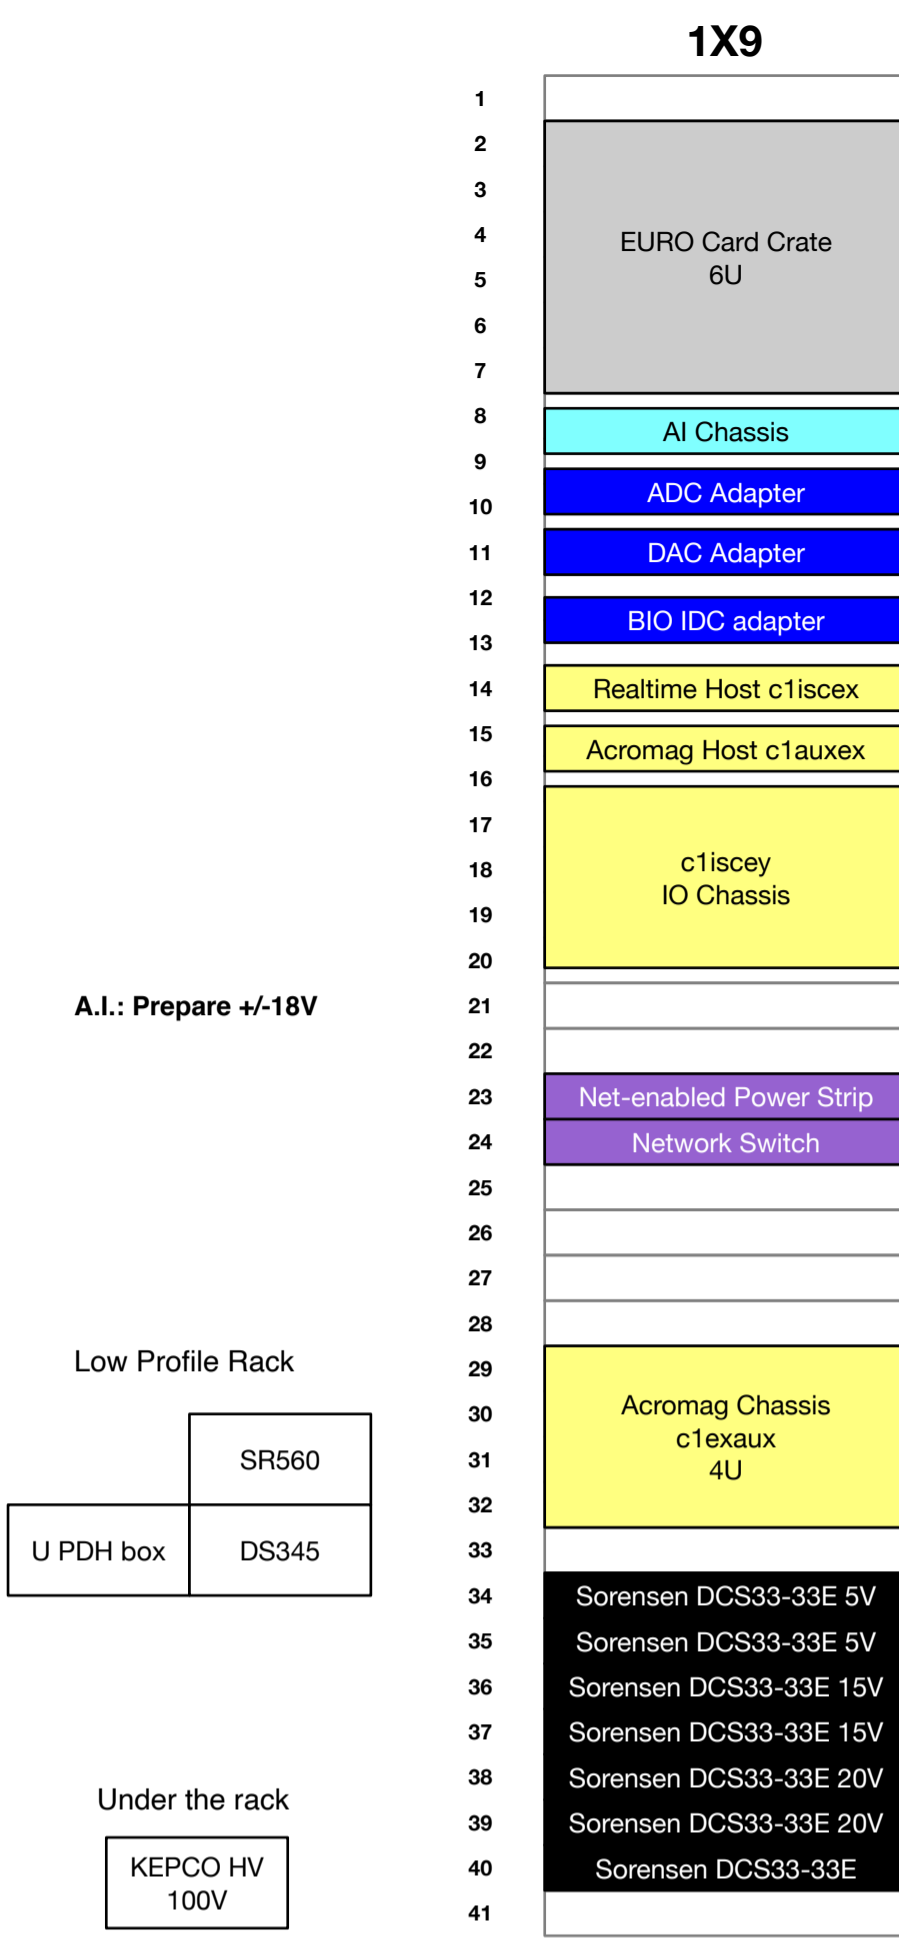 1X9
1
2
3
4
EURO Card Crate
5
6U
6
7
8
AI Chassis
9
ADC Adapter
10
11
DAC Adapter
12
BIO IDC adapter
13
14
Realtime Host c1iscex
15
Acromag Host c1auxex
16
17
18
c1iscey
IO Chassis
19
20
A.I.: Prepare +/-18V
21
22
23
Net-enabled Power Strip
24
Network Switch
25
26
27
28
Low Profile Rack
29
30
Acromag Chassis
c1exaux
4U
SR560
31
32
U PDH box
DS345
33
34
Sorensen DCS33-33E 5V
35
Sorensen DCS33-33E 5V
36
Sorensen DCS33-33E 15V
37
Sorensen DCS33-33E 15V
38
Sorensen DCS33-33E 20V
Under the rack
39
Sorensen DCS33-33E 20V
40
Sorensen DCS33-33E
KEPCO HV
100V
41